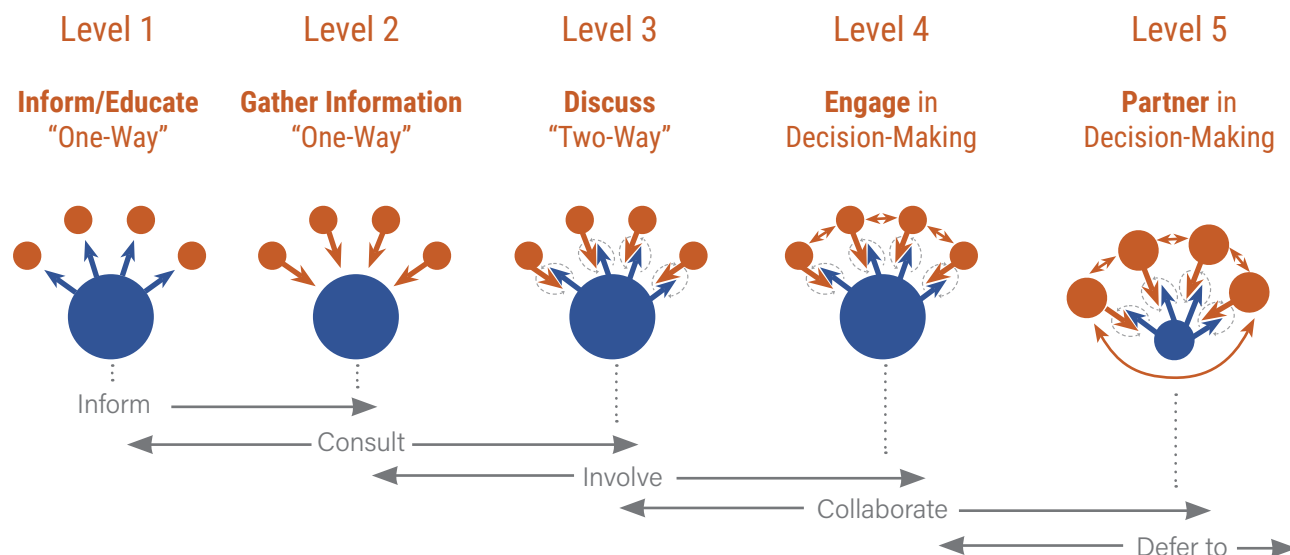 Level 1
Level 2
Level 3
Level 4
Level 5
Inform/Educate
“One-Way”
Gather Information
“One-Way”
Discuss
“Two-Way”
Engage in
Decision-Making
Partner in
Decision-Making
Inform
Consult
Involve
Collaborate
Defer to